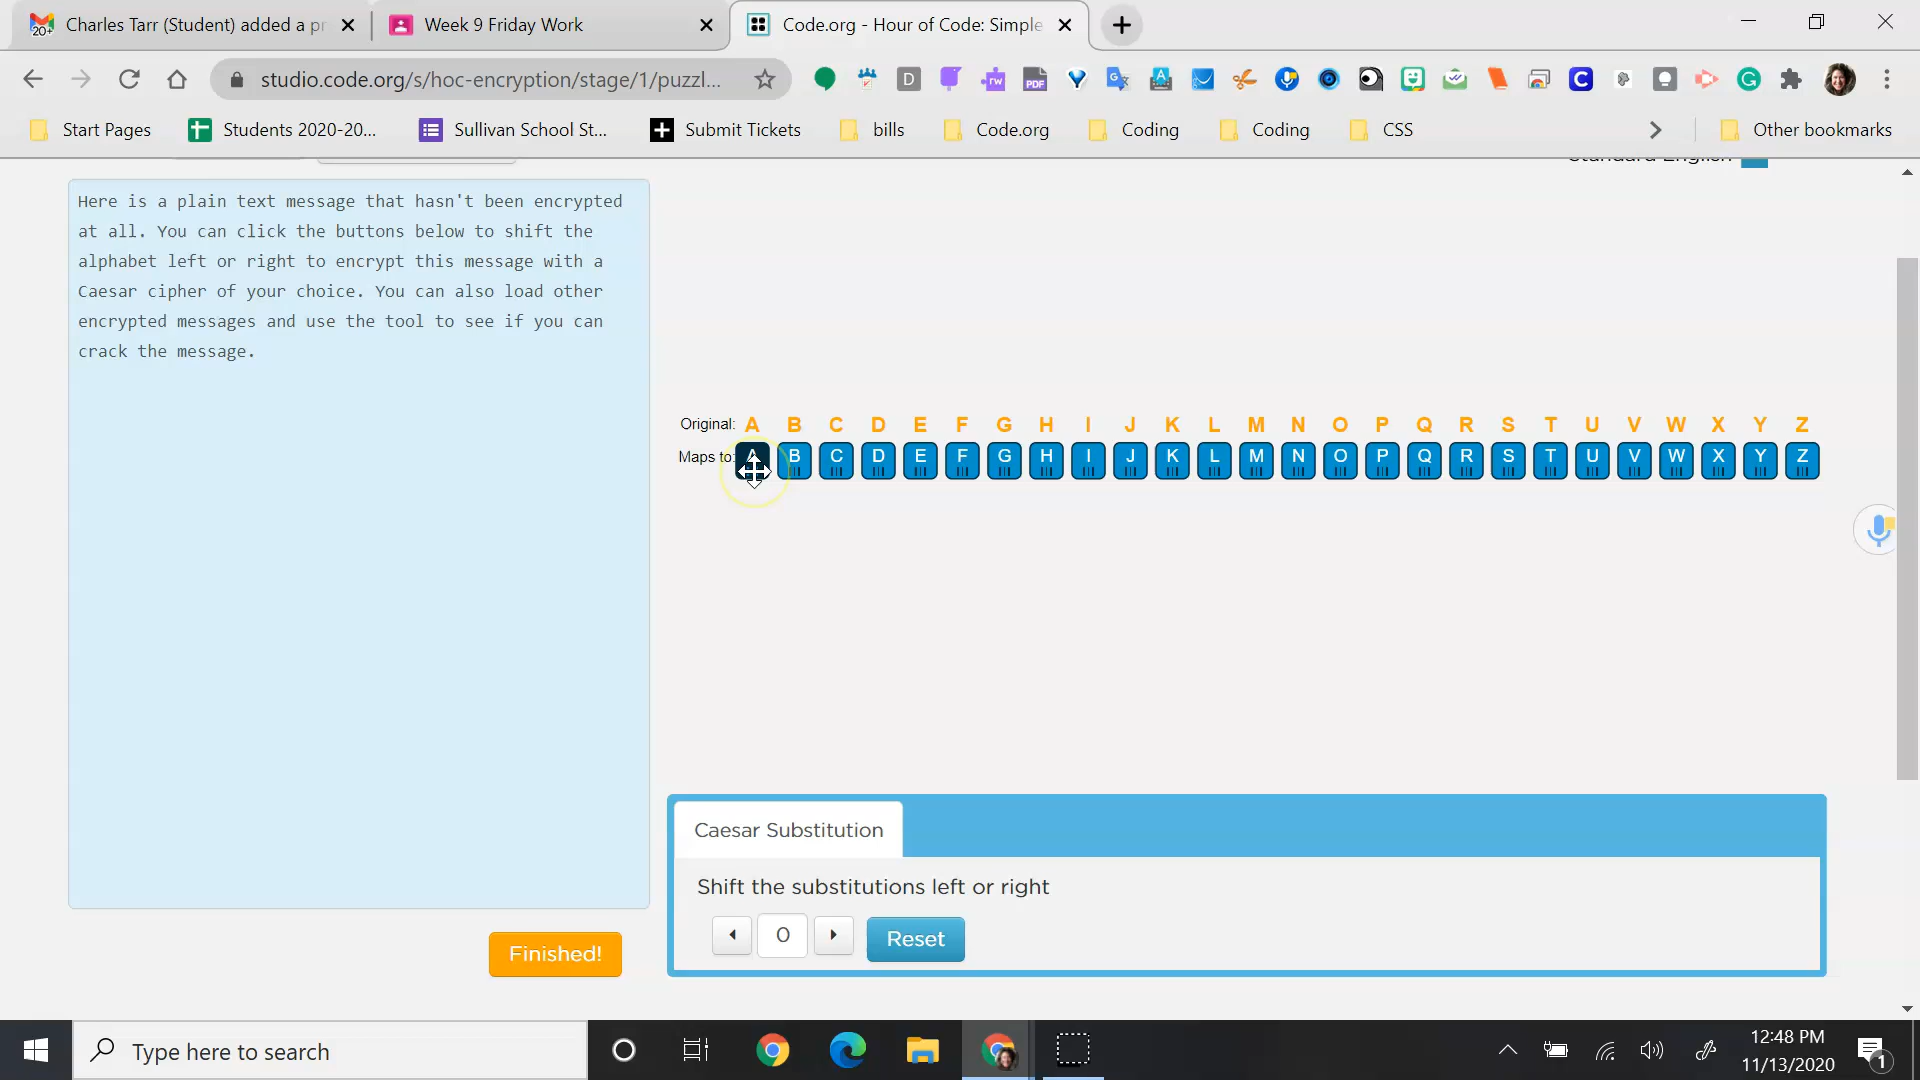 Charles Tarr (Student) added a pr
Week 9 Friday Work
Code.org - Hour of Code: Simple
studio.code.org/s/hoc-encryption/stage/1/puzzl...
Start Pages
Students 2020-20...
Sullivan School St...
Submit Tickets
bills
Code.org
Coding
Coding
CSS
Other bookmarks
Standard English
Here is a plain text message that hasn't been encrypted
at all. You can click the buttons below to shift the
alphabet left or right to encrypt this message with a
Caesar cipher of your choice. You can also load other
encrypted messages and use the tool to see if you can
crack the message.
Original: A B C D E F G H I J K L M N O P Q R S T U V W X Y Z
Maps to: A B C D E F G H I J K L M N O P Q R S T U V W X Y Z
Caesar Substitution
Shift the substitutions left or right
0
Reset
Finished!
Type here to search
12:48 PM
11/13/2020
1